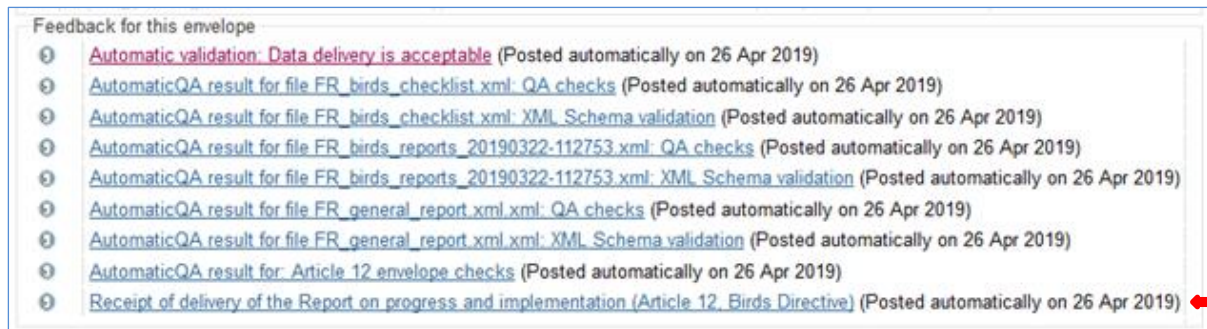 Feedback for this envelope
Automatic validation: Data delivery is acceptable (Posted automatically on 26 Apr 2019)
AutomaticQA result for file FR_birds_checklist.xml: QA checks (Posted automatically on 26 Apr 2019)
AutomaticQA result for file FR_birds_checklist.xml: XML Schema validation (Posted automatically on 26 Apr 2019)
AutomaticQA result for file FR_birds_reports_20190322-112753.xml: QA checks (Posted automatically on 26 Apr 2019)
AutomaticQA result for file FR_birds_reports_20190322-112753.xml: XML Schema validation (Posted automatically on 26 Apr 2019)
AutomaticQA result for file FR_general_report.xml.xml: QA checks (Posted automatically on 26 Apr 2019)
AutomaticQA result for file FR_general_report.xml.xml: XML Schema validation (Posted automatically on 26 Apr 2019)
AutomaticQA result for: Article 12 envelope checks (Posted automatically on 26 Apr 2019)
Receipt of delivery of the Report on progress and implementation (Article 12, Birds Directive) (Posted automatically on 26 Apr 2019)